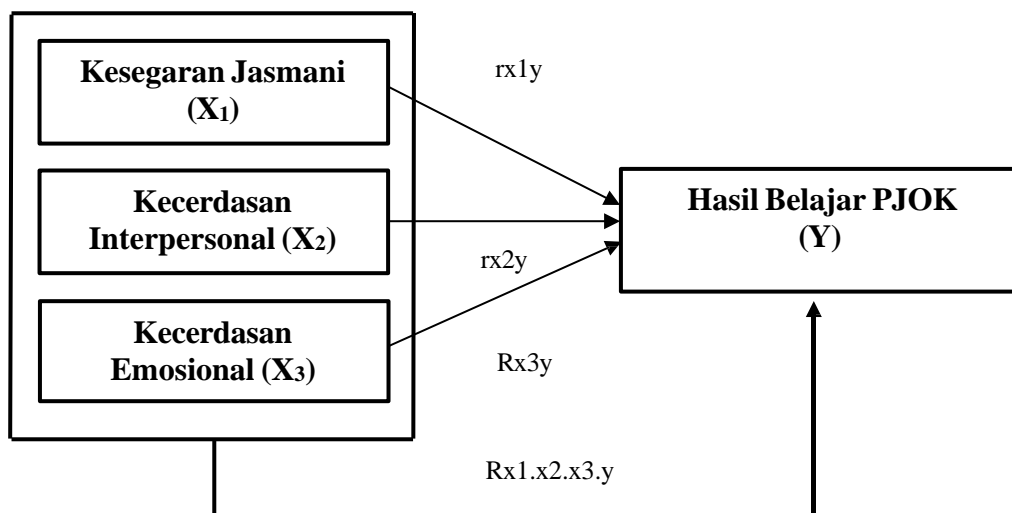 Kesegaran Jasmani
(X₁)
rx1y
Kecerdasan
Interpersonal (X₂)
rx2y
Kecerdasan
Emosional (X₃)
Rx3y
Hasil Belajar PJOK
(Y)
Rx1.x2.x3.y